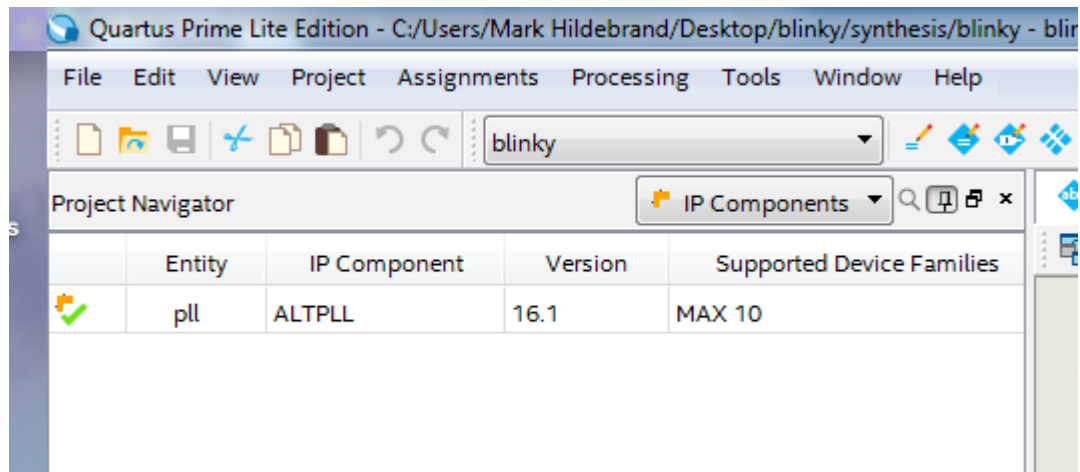 Quartus Prime Lite Edition - C:/Users/Mark Hildebrand/Desktop/blinky/synthesis/blinky -
File Edit View Project Assignments Processing Tools Window Help
blinky
Project Navigator IP Components
Entity IP Component Version Supported Device Families
pll ALTPLL 16.1 MAX 10